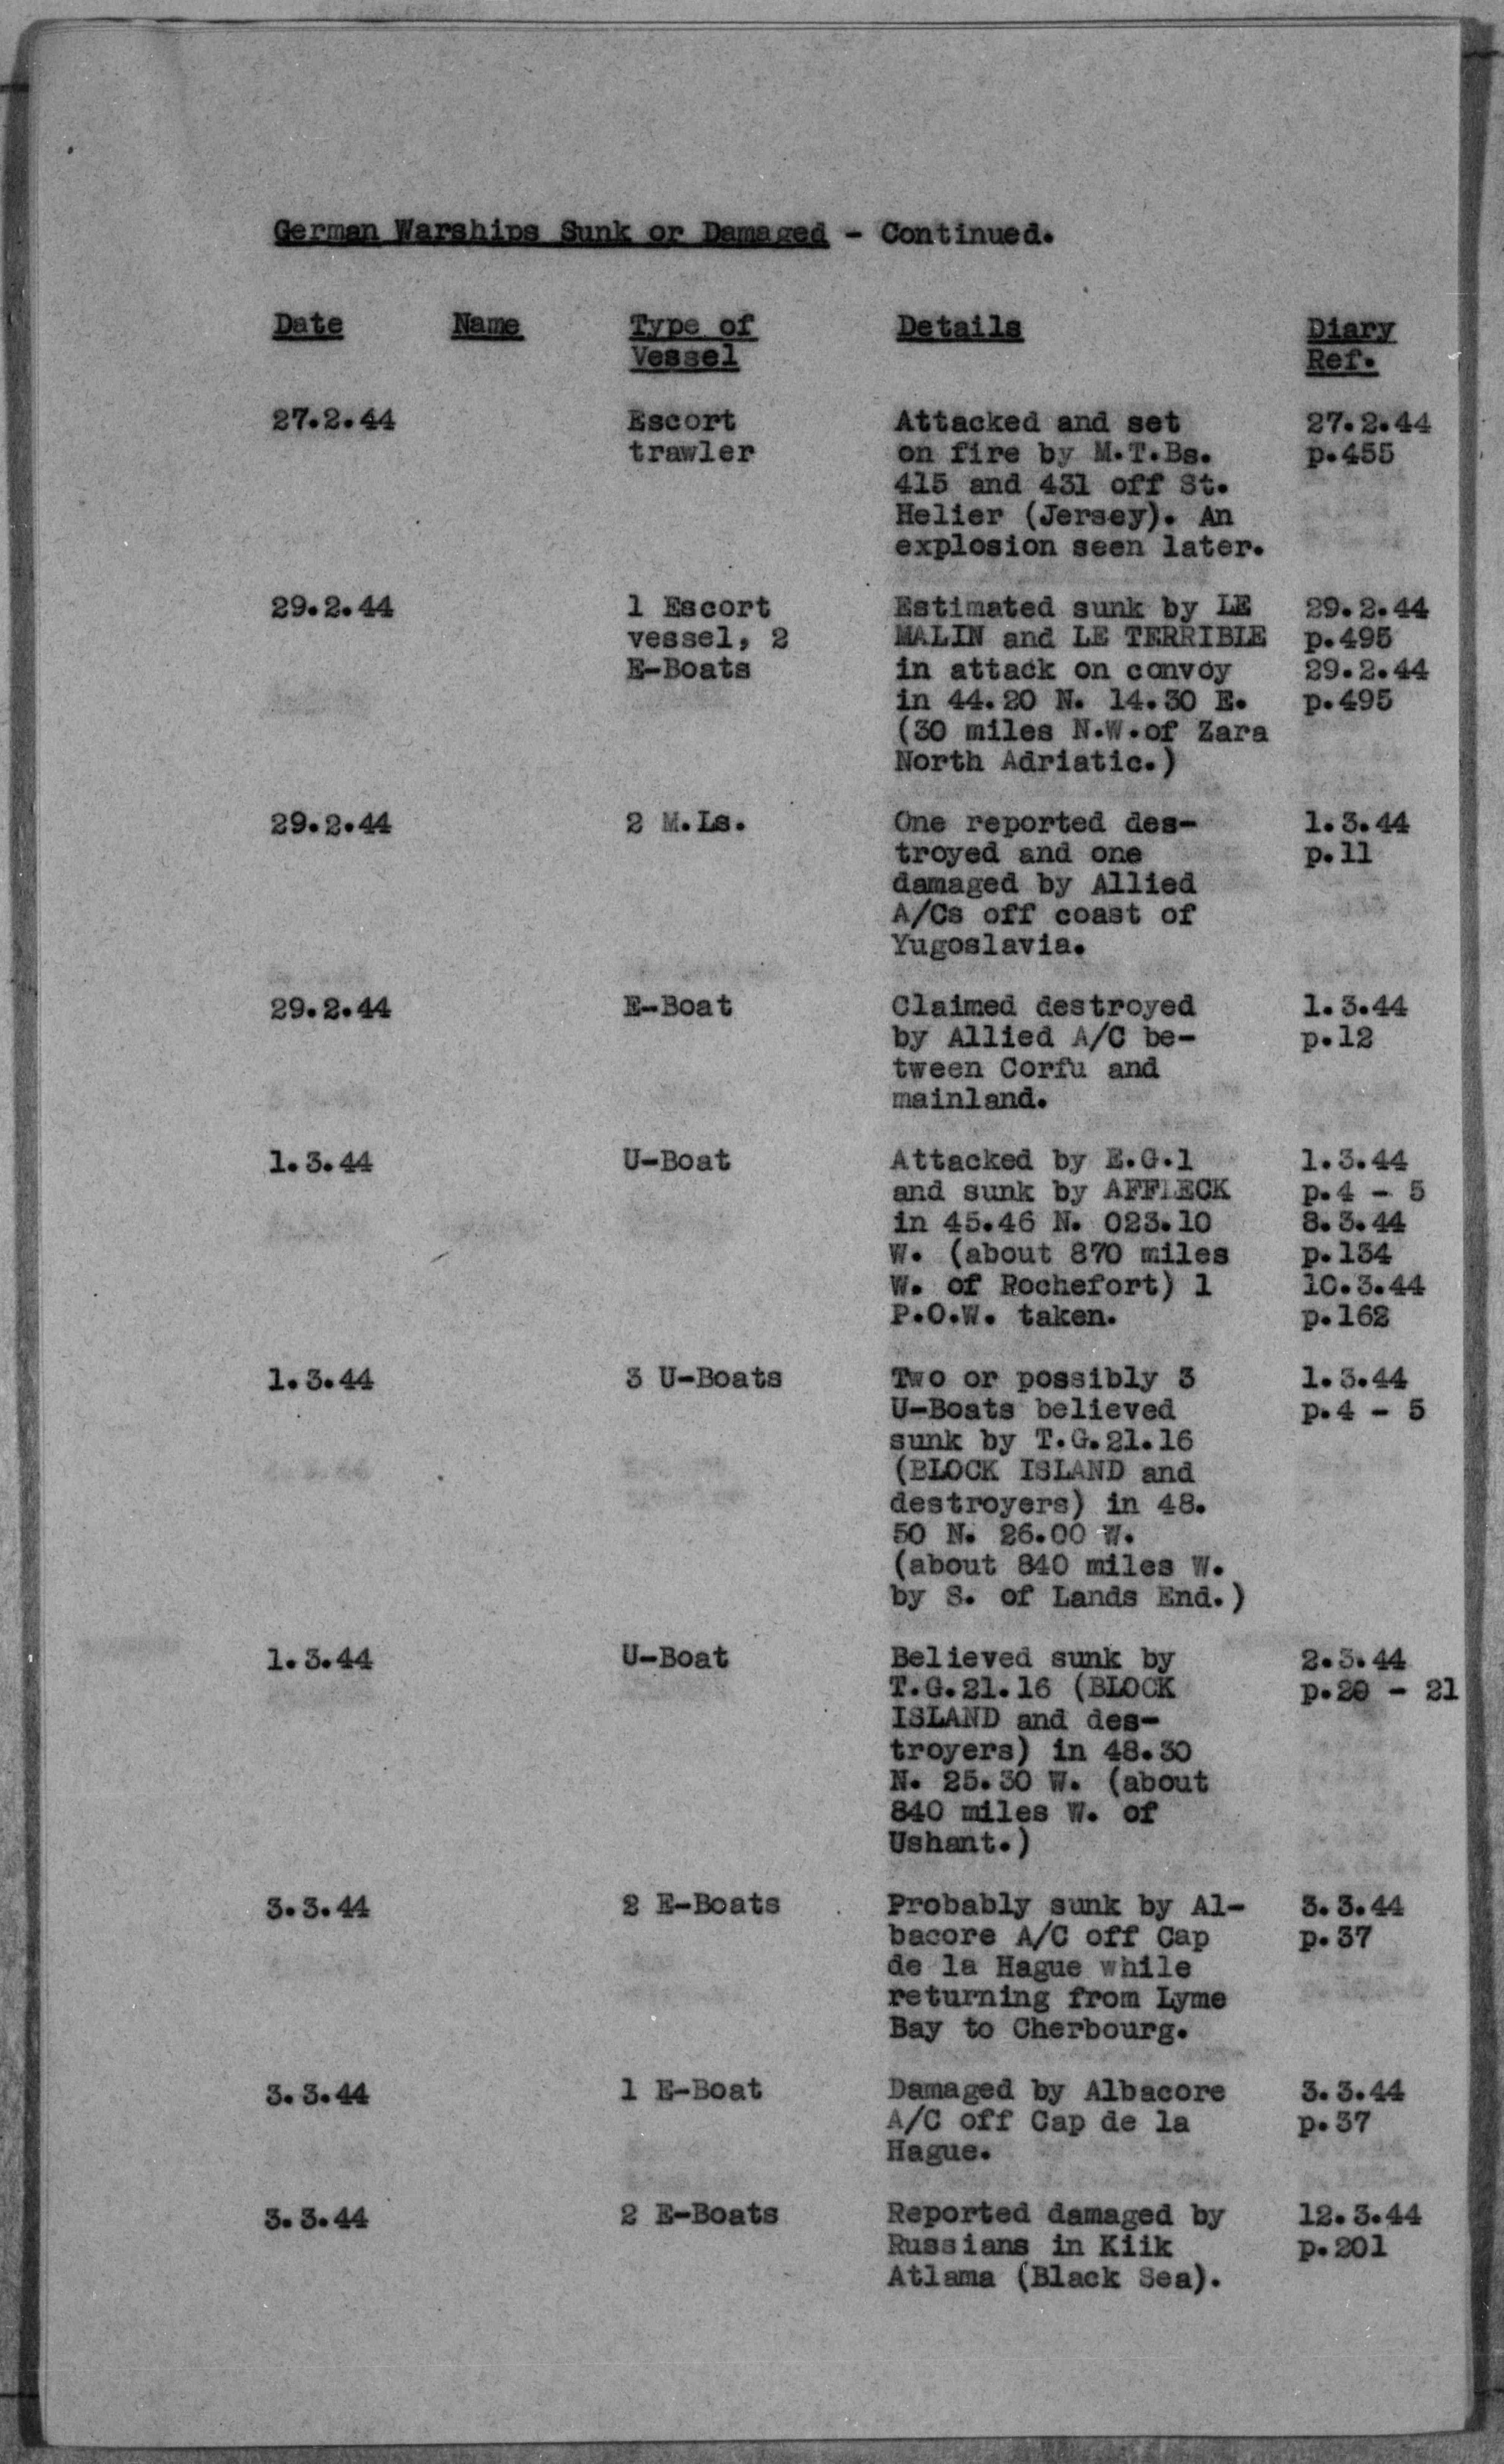 German Warships Sunk or Damaged - Continued.
Date Name Type of Vessel Details Diary Ref.
27.2.44 Escort Attacked and set 27.2.44
trawler on fire by M.T.Bs. p.455
415 and 431 off St.
Helier (Jersey). An
explosion seen later.
29.2.44 1 Escort Estimated sunk by LE 29.2.44
vessel, 2 MALIN and LE TERRIBLE p.495
E-Boats in attack on convoy 29.2.44
in 44.20 N. 14.30 E. p.495
(30 miles N.W.of Zara
North Adriatic.)
29.2.44 2 M.Ls. One reported des- 1.3.44
troyed and one p.11
damaged by Allied
A/Cs off coast of
Yugoslavia.
29.2.44 E-Boat Claimed destroyed 1.3.44
by Allied A/C be- p.12
tween Corfu and
mainland.
1.3.44 U-Boat Attacked by E.G.1 1.3.44
and sunk by AFFLECK p.4 - 5
in 45.46 N. 023.10 8.3.44
W. (about 870 miles p.134
W. of Rochefort) 1 10.3.44
P.O.W. taken. p.162
1.3.44 3 U-Boats Two or possibly 3 1.3.44
U-Boats believed p.4 - 5
sunk by T.G.21.16
(BLOCK ISLAND and
destroyers) in 48.
50 N. 26.00 W.
(about 840 miles W.
by S. of Lands End.)
1.3.44 U-Boat Believed sunk by 2.3.44
T.G.21.16 (BLOCK p.20 - 21
ISLAND and des-
troyers) in 48.30
N. 25.30 W. (about
840 miles W. of
Ushant.)
3.3.44 2 E-Boats Probably sunk by Al- 3.3.44
bacore A/C off Cap p.37
de la Hague while
returning from Lyme
Bay to Cherbourg.
3.3.44 1 E-Boat Damaged by Albacore 3.3.44
A/C off Cap de la p.37
Hague.
3.3.44 2 E-Boats Reported damaged by 12.3.44
Russians in Kiik p.201
Atlama (Black Sea).